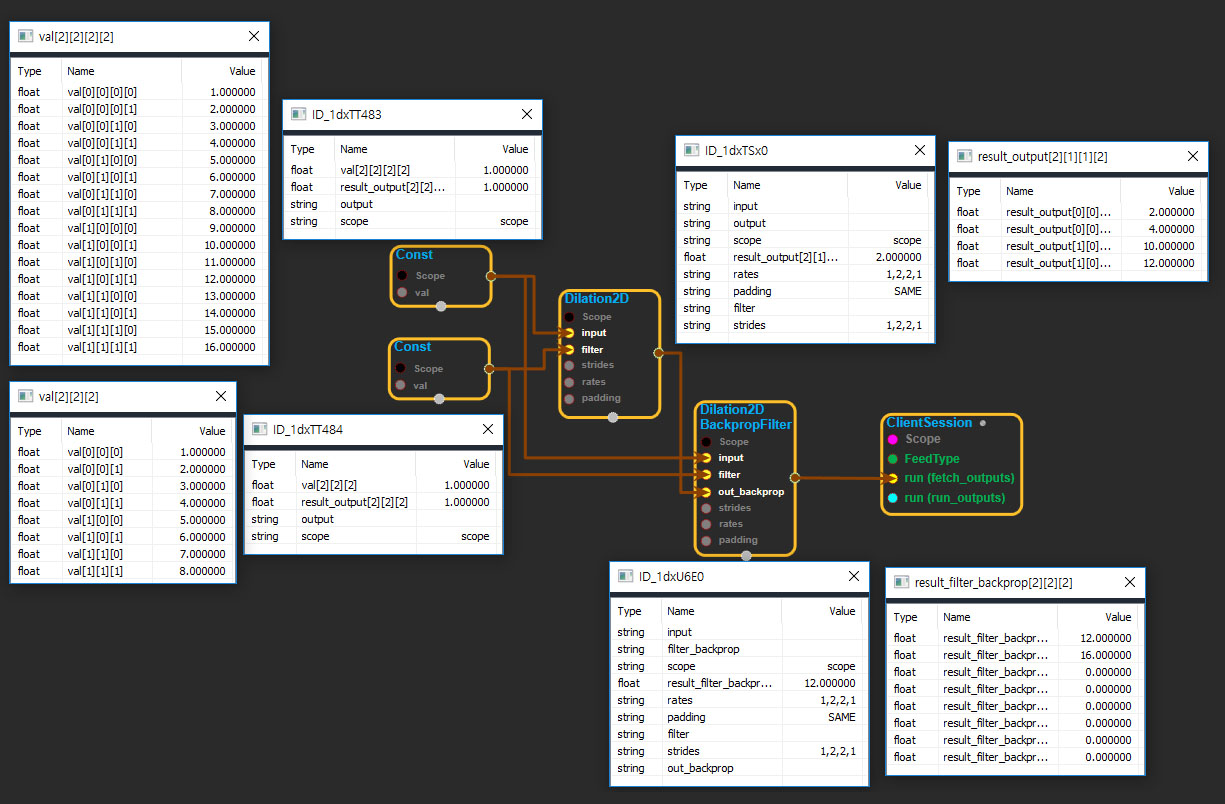 val[2][2][2][2]
Type Name Value
float val[0][0][0][0] 1.000000
float val[0][0][0][1] 2.000000
float val[0][0][1][0] 3.000000
float val[0][0][1][1] 4.000000
float val[0][1][0][0] 5.000000
float val[0][1][0][1] 6.000000
float val[0][1][1][0] 7.000000
float val[0][1][1][1] 8.000000
float val[1][0][0][0] 9.000000
float val[1][0][0][1] 10.000000
float val[1][0][1][0] 11.000000
float val[1][0][1][1] 12.000000
float val[1][1][0][0] 13.000000
float val[1][1][0][1] 14.000000
float val[1][1][1][0] 15.000000
float val[1][1][1][1] 16.000000
ID_1dxTT483
Type Name Value
float val[2][2][2][2] 1.000000
float result_output[2][2]... 1.000000
string output
string scope scope
ID_1dxTSx0
Type Name Value
string input
string output
string scope scope
float result_output[2][1]... 2.000000
string rates 1,2,2,1
string padding SAME
string filter
string strides 1,2,2,1
result_output[2][1][1][2]
Type Name Value
float result_output[0][0]... 2.000000
float result_output[0][0]... 4.000000
float result_output[1][0]... 10.000000
float result_output[1][0]... 12.000000
Const
Scope
val
Const
Scope
val
Dilation2D
Scope
input
filter
strides
rates
padding
val[2][2][2]
Type Name Value
float val[0][0][0] 1.000000
float val[0][0][1] 2.000000
float val[0][1][0] 3.000000
float val[0][1][1] 4.000000
float val[1][0][0] 5.000000
float val[1][0][1] 6.000000
float val[1][1][0] 7.000000
float val[1][1][1] 8.000000
ID_1dxTT484
Type Name Value
float val[2][2][2] 1.000000
float result_output[2][2][2] 1.000000
string output
string scope scope
Dilation2D
BackpropFilter
Scope
input
filter
out_backprop
strides
rates
padding
ClientSession
Scope
FeedType
run (fetch_outputs)
run (run_outputs)
ID_1dxU6E0
Type Name Value
string input
string filter_backprop
string scope scope
float result_filter_backpr... 12.000000
string rates 1,2,2,1
string padding SAME
string filter
string strides 1,2,2,1
string out_backprop
result_filter_backprop[2][2][2]
Type Name Value
float result_filter_backpr... 12.000000
float result_filter_backpr... 16.000000
float result_filter_backpr... 0.000000
float result_filter_backpr... 0.000000
float result_filter_backpr... 0.000000
float result_filter_backpr... 0.000000
float result_filter_backpr... 0.000000
float result_filter_backpr... 0.000000